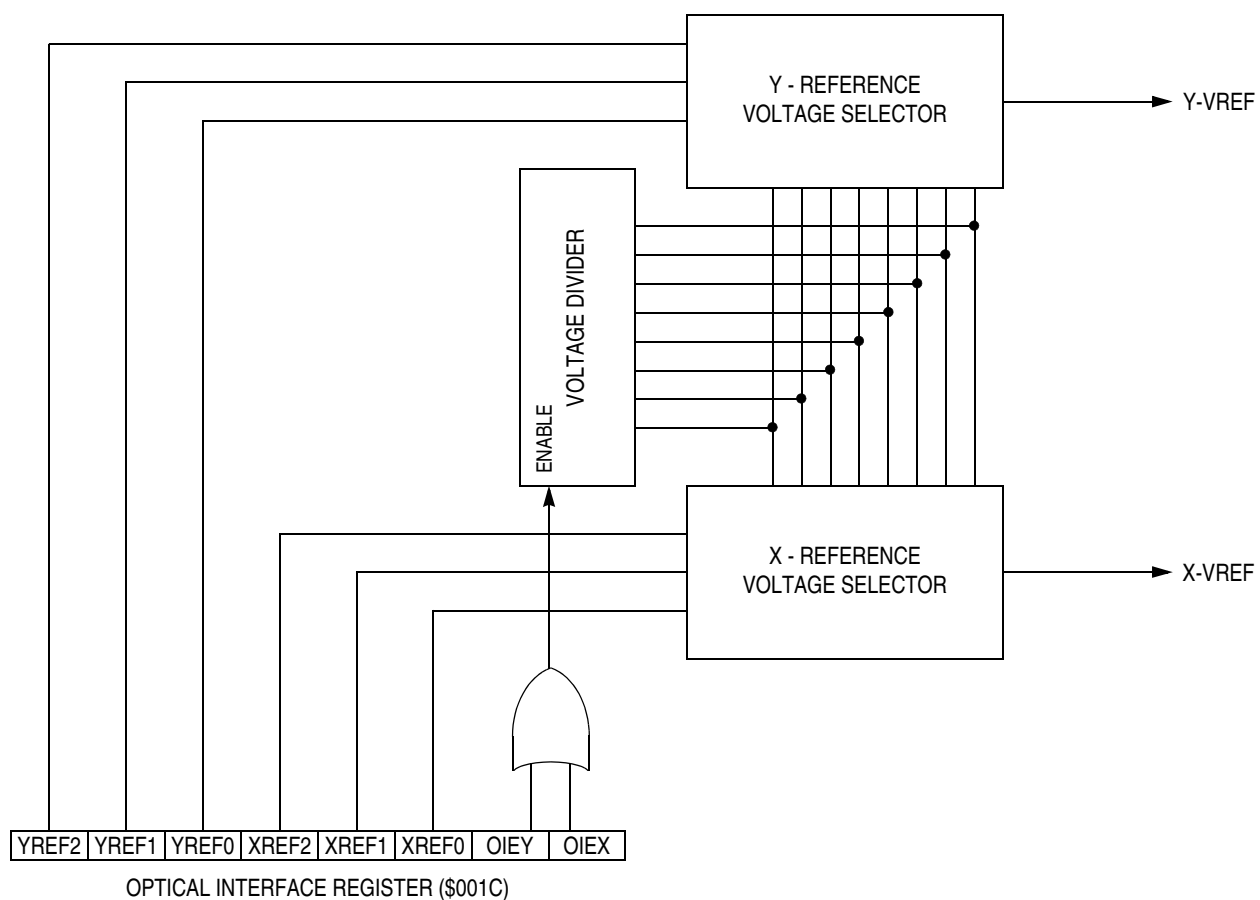 Y - REFERENCE
VOLTAGE SELECTOR
Y-VREF
VOLTAGE DIVIDER
ENABLE
X - REFERENCE
VOLTAGE SELECTOR
X-VREF
YREF2 YREF1 YREF0 XREF2 XREF1 XREF0 OIEY OIEX
OPTICAL INTERFACE REGISTER ($001C)